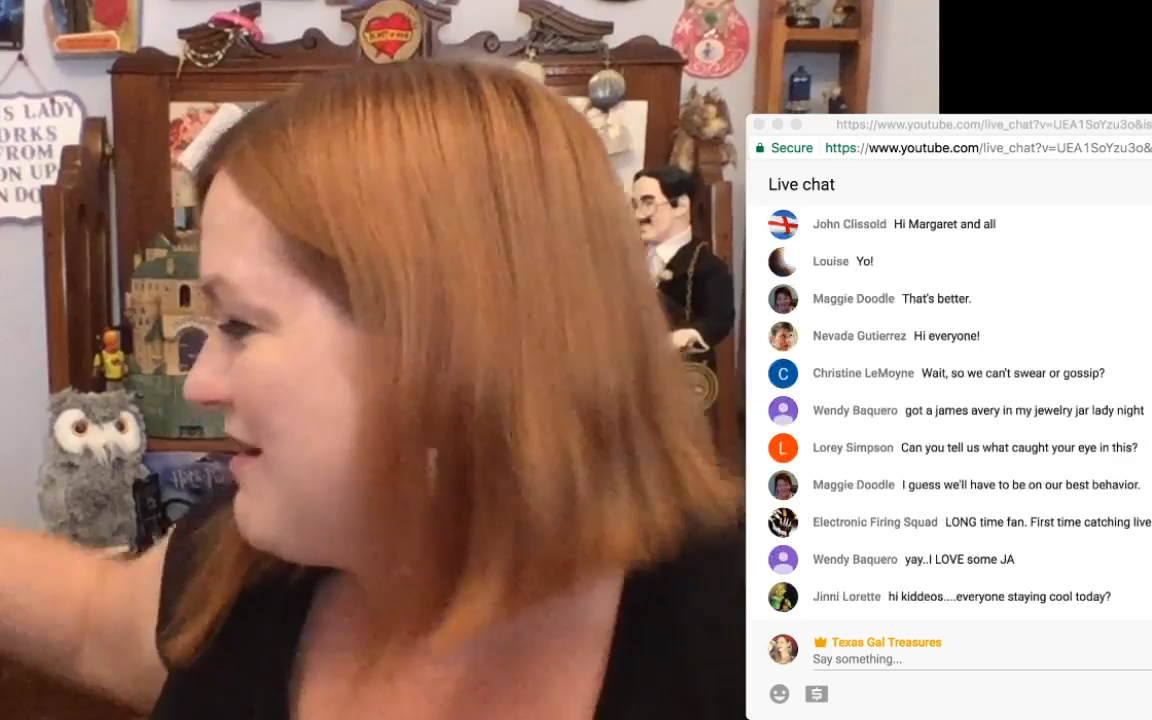 S LADY
ORKS
FROM
ON UP
N DO
https://www.youtube.com/live_chat?v=UEA1SoYzu3o&is
Secure https://www.youtube.com/live_chat?v=UEA1SoYzu3o&
Live chat
John Clissold Hi Margaret and all
Louise Yo!
Maggie Doodle That's better.
Nevada Gutierrez Hi everyone!
C Christine LeMoyne Wait, so we can't swear or gossip?
Wendy Baquero got a james avery in my jewelry jar lady night
L Lorey Simpson Can you tell us what caught your eye in this?
Maggie Doodle I guess we'll have to be on our best behavior.
Electronic Firing Squad LONG time fan. First time catching live
Wendy Baquero yay..I LOVE some JA
Jinni Lorette hi kiddeos....everyone staying cool today?
Texas Gal Treasures
Say something...